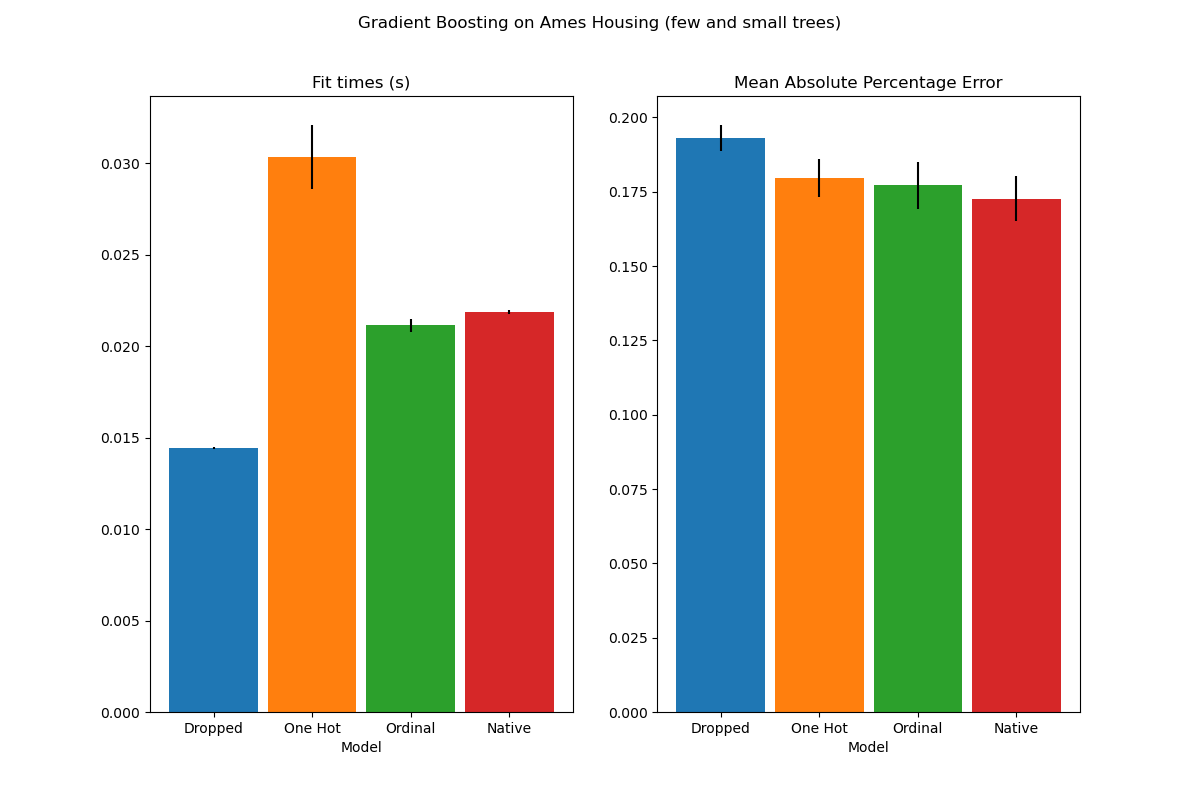 Gradient Boosting on Ames Housing (few and small trees)
Fit times (s)
0.030
0.025
0.020
0.015
0.010
0.005
0.000
Dropped One Hot Ordinal Native
Model
Mean Absolute Percentage Error
0.200
0.175
0.150
0.125
0.100
0.075
0.050
0.025
0.000
Dropped One Hot Ordinal Native
Model